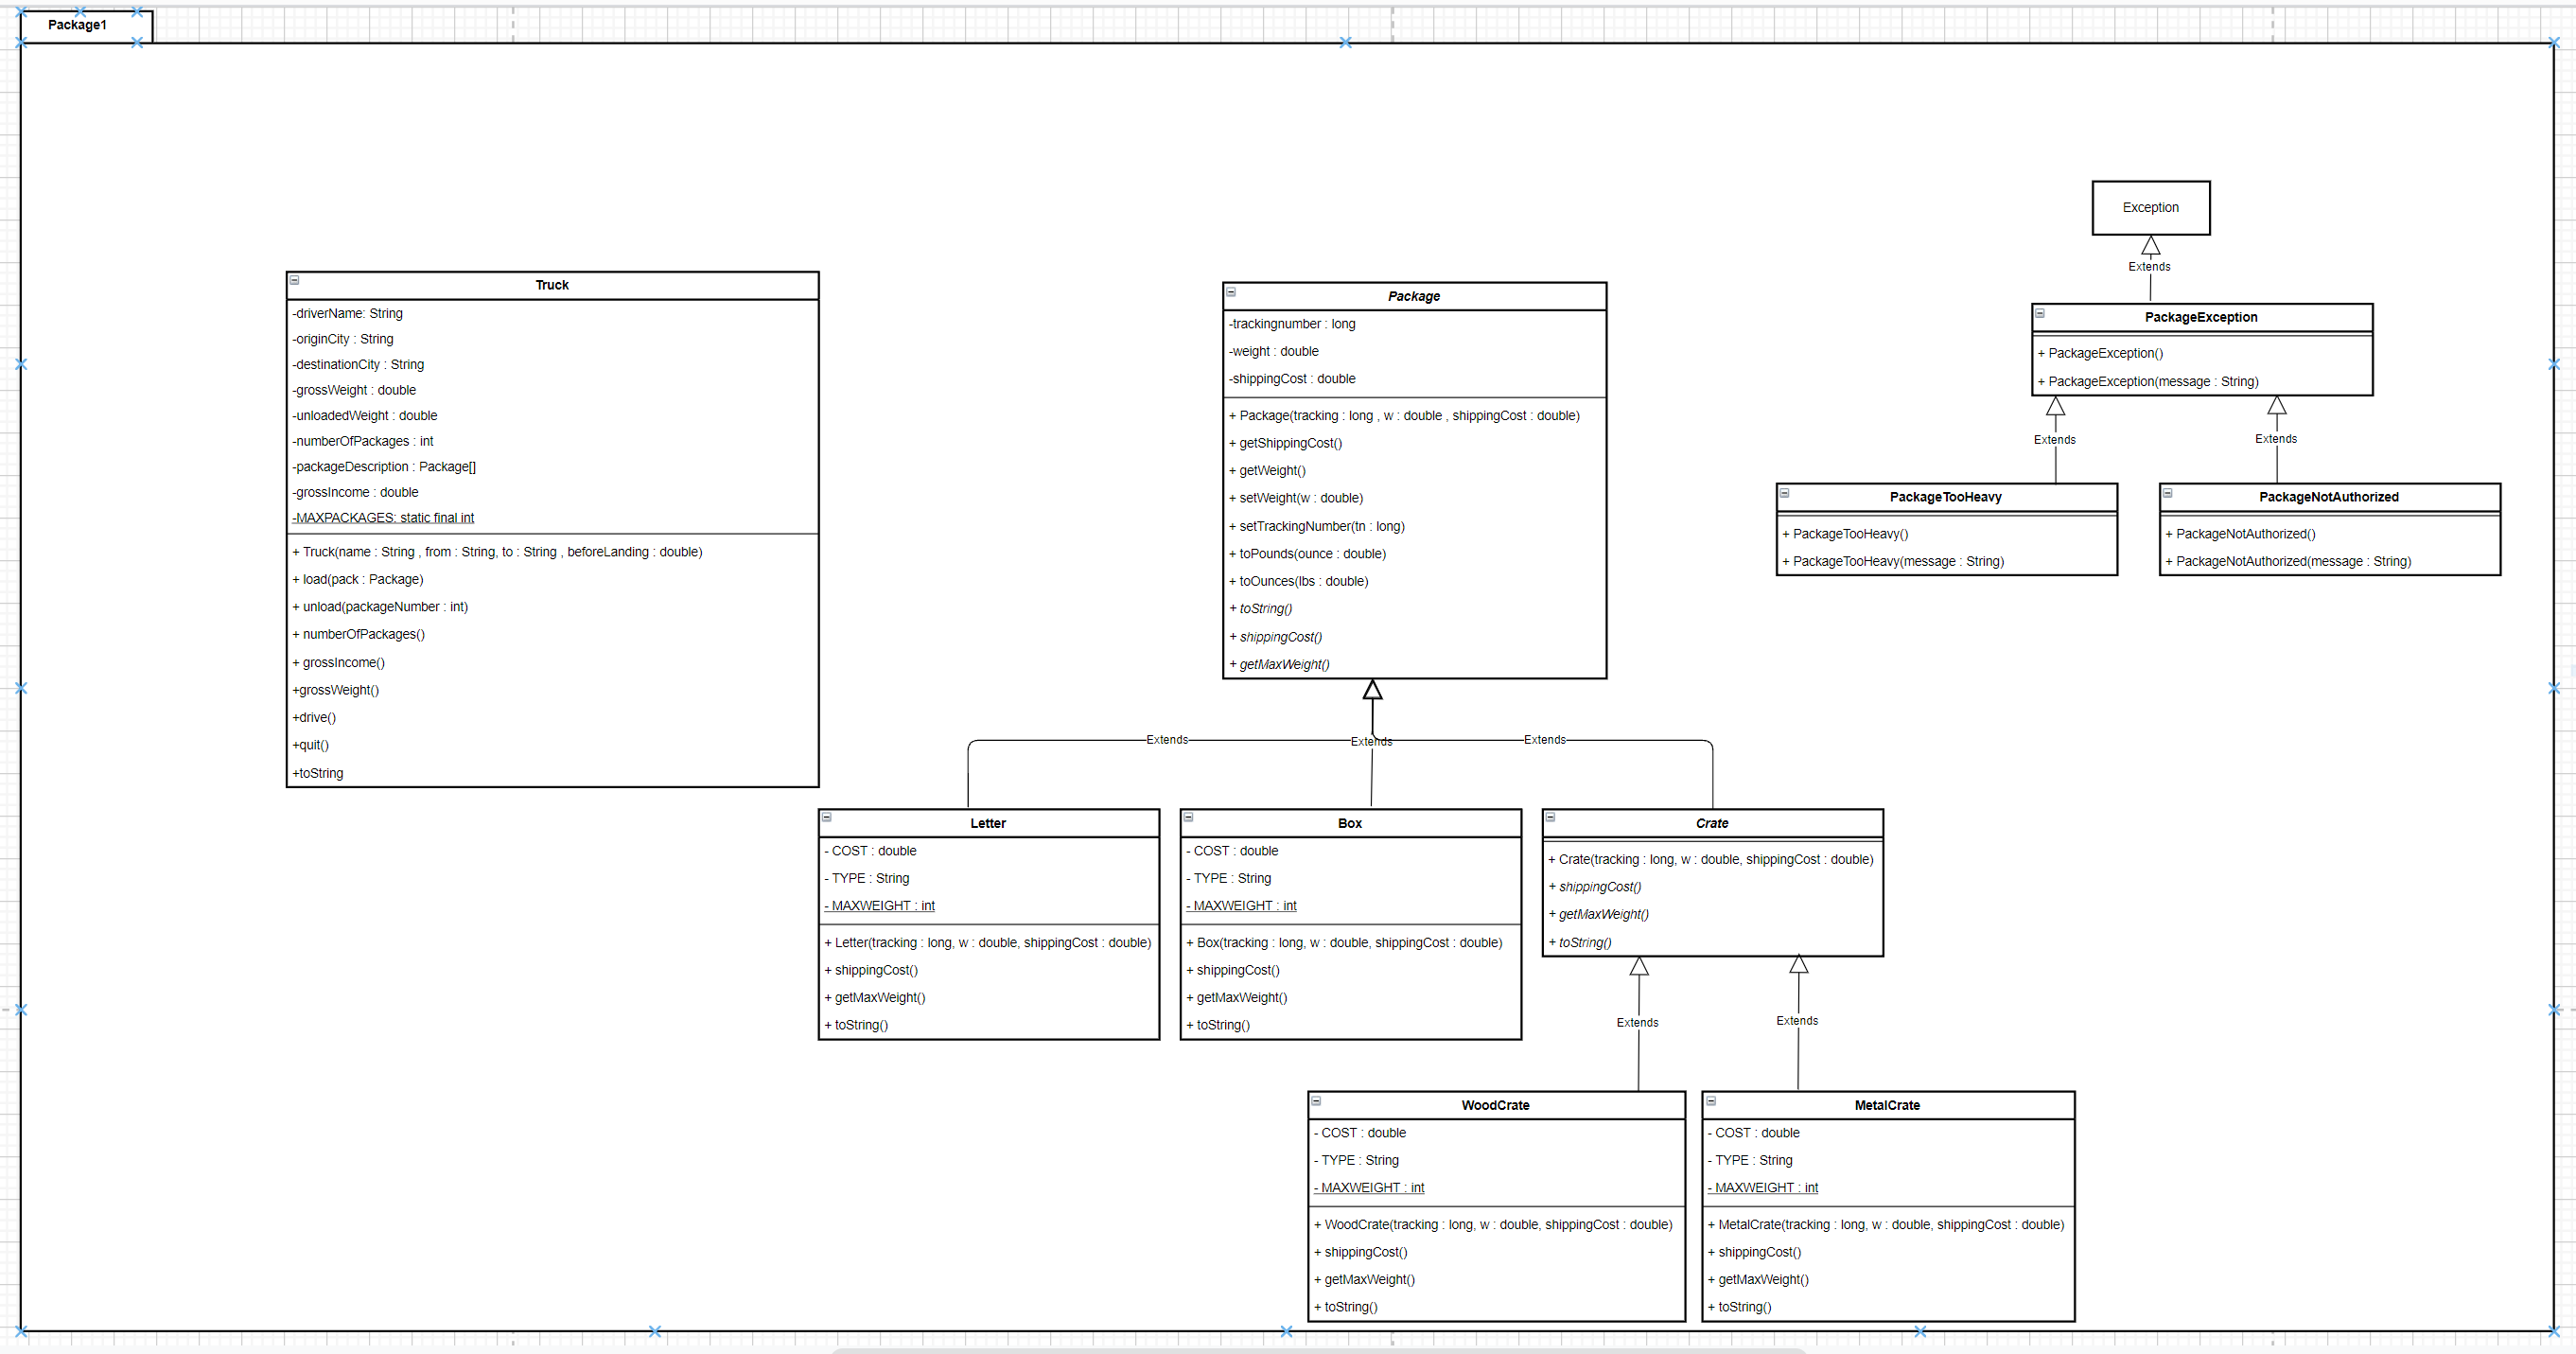 Package1
Truck
-driverName: String
-originCity : String
-destinationCity : String
-grossWeight : double
-unloadedWeight : double
-numberOfPackages : int
-packageDescription : Package[]
-grossIncome : double
-MAXPACKAGES: static final int
+ Truck(name : String , from : String, to : String , beforeLanding : double)
+ load(pack : Package)
+ unload(packageNumber : int)
+ numberOfPackages()
+ grossIncome()
+grossWeight()
+drive()
+quit()
+toString
Package
-trackingnumber : long
-weight : double
-shippingCost : double
+ Package(tracking : long , w : double , shippingCost : double)
+ getShippingCost()
+ getWeight()
+ setWeight(w : double)
+ setTrackingNumber(tn : long)
+ toPounds(ounce : double)
+ toOunces(lbs : double)
+ toString()
+ shippingCost()
+ getMaxWeight()
Exception
Extends
PackageException
+ PackageException()
+ PackageException(message : String)
Extends
Extends
PackageTooHeavy
+ PackageTooHeavy()
+ PackageTooHeavy(message : String)
PackageNotAuthorized
+ PackageNotAuthorized()
+ PackageNotAuthorized(message : String)
Extends
Extends
Extends
Letter
- COST : double
- TYPE : String
- MAXWEIGHT : int
+ Letter(tracking : long, w : double, shippingCost : double)
+ shippingCost()
+ getMaxWeight()
+ toString()
Box
- COST : double
- TYPE : String
- MAXWEIGHT : int
+ Box(tracking : long, w : double, shippingCost : double)
+ shippingCost()
+ getMaxWeight()
+ toString()
Crate
+ Crate(tracking : long, w : double, shippingCost : double)
+ shippingCost()
+ getMaxWeight()
+ toString()
Extends
Extends
WoodCrate
- COST : double
- TYPE : String
- MAXWEIGHT : int
+ WoodCrate(tracking : long, w : double, shippingCost : double)
+ shippingCost()
+ getMaxWeight()
+ toString()
MetalCrate
- COST : double
- TYPE : String
- MAXWEIGHT : int
+ MetalCrate(tracking : long, w : double, shippingCost : double)
+ shippingCost()
+ getMaxWeight()
+ toString()